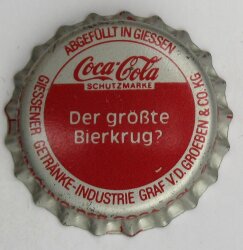 ABGEFÜLLT IN GIESSEN
Coca-Cola
SCHUTZMARKE
Der größte
Bierkrug?
GIESSENER GETRÄNKE-INDUSTRIE GRAF V.D.GROEBEN & CO.KG